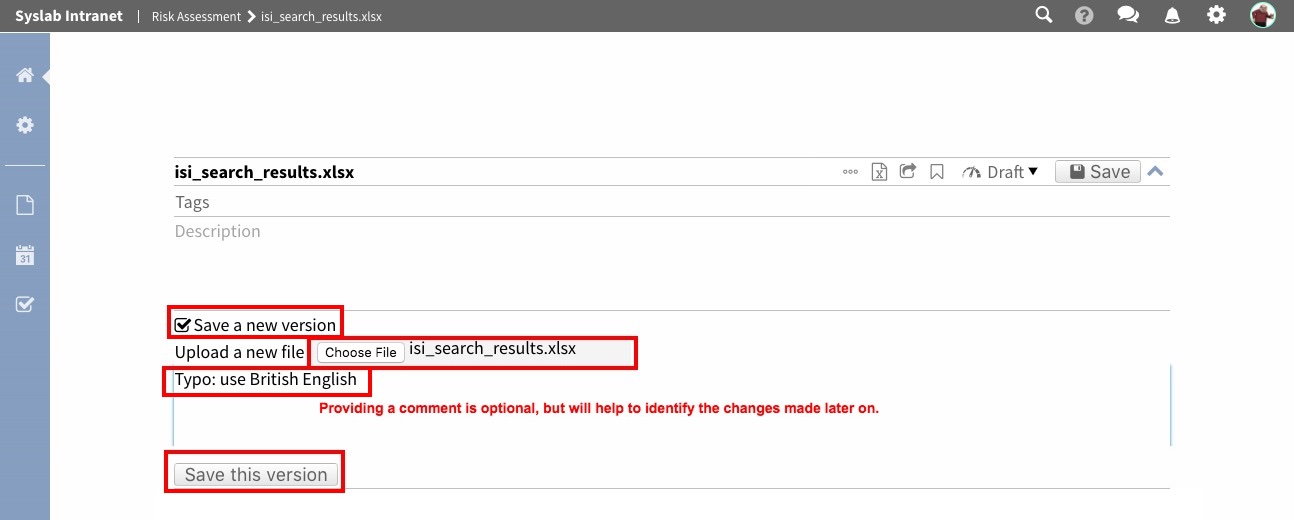 Syslab Intranet | Risk Assessment > isi_search_results.xlsx
isi_search_results.xlsx Draft Save
Tags
Description
31
Save a new version
Upload a new file Choose File isi_search_results.xlsx
Typo: use British English
Providing a comment is optional, but will help to identify the changes made later on.
Save this version